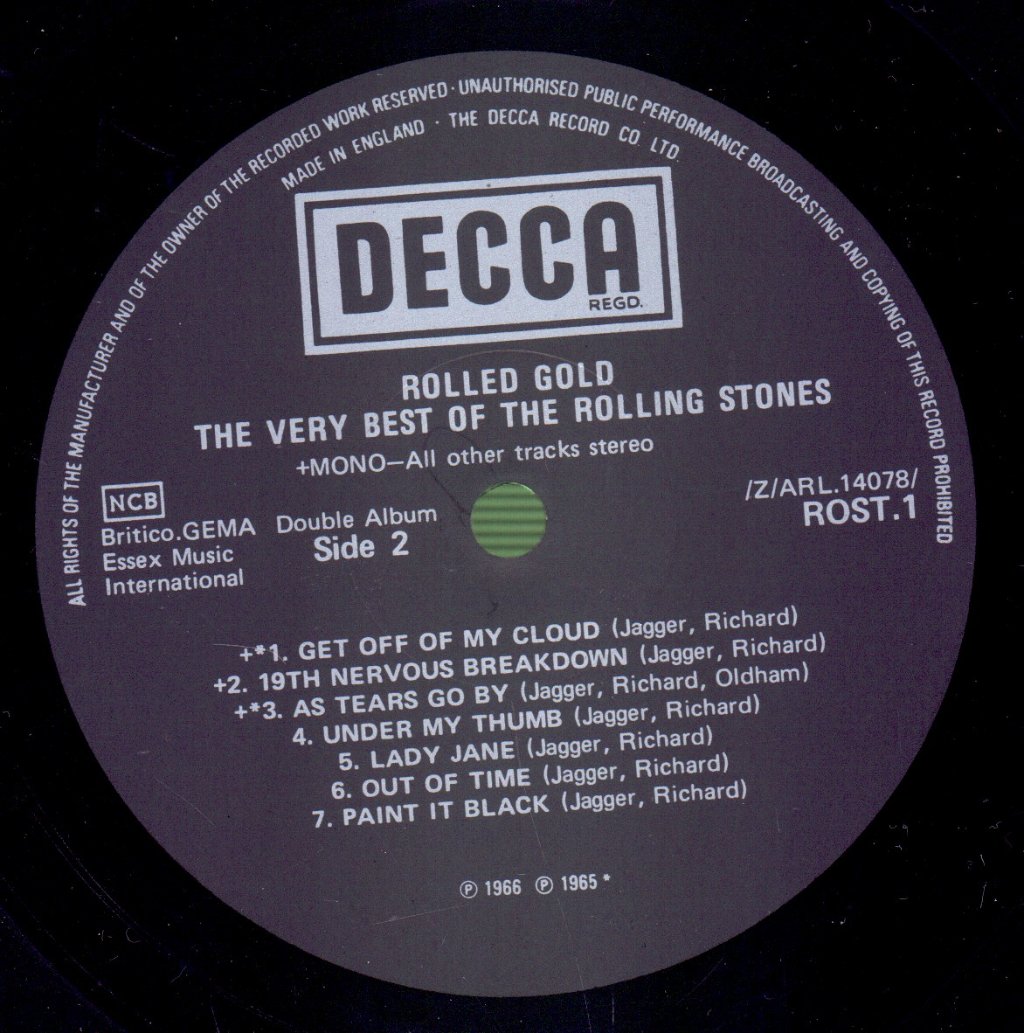 ALL RIGHTS OF THE MANUFACTURER AND OF THE OWNER OF THE RECORDED WORK RESERVED · UNAUTHORISED PUBLIC PERFORMANCE BROADCASTING AND COPYING OF THIS RECORD PROHIBITED
MADE IN ENGLAND · THE DECCA RECORD CO. LTD.
DECCA
REGD.
ROLLED GOLD
THE VERY BEST OF THE ROLLING STONES
+MONO—All other tracks stereo
NCB
Britico.GEMA
Essex Music
International
Double Album
Side 2
/Z/ARL.14078/
ROST.1
+*1. GET OFF OF MY CLOUD (Jagger, Richard)
+2. 19TH NERVOUS BREAKDOWN (Jagger, Richard)
+*3. AS TEARS GO BY (Jagger, Richard, Oldham)
4. UNDER MY THUMB (Jagger, Richard)
5. LADY JANE (Jagger, Richard)
6. OUT OF TIME (Jagger, Richard)
7. PAINT IT BLACK (Jagger, Richard)
℗ 1966 ℗ 1965 *